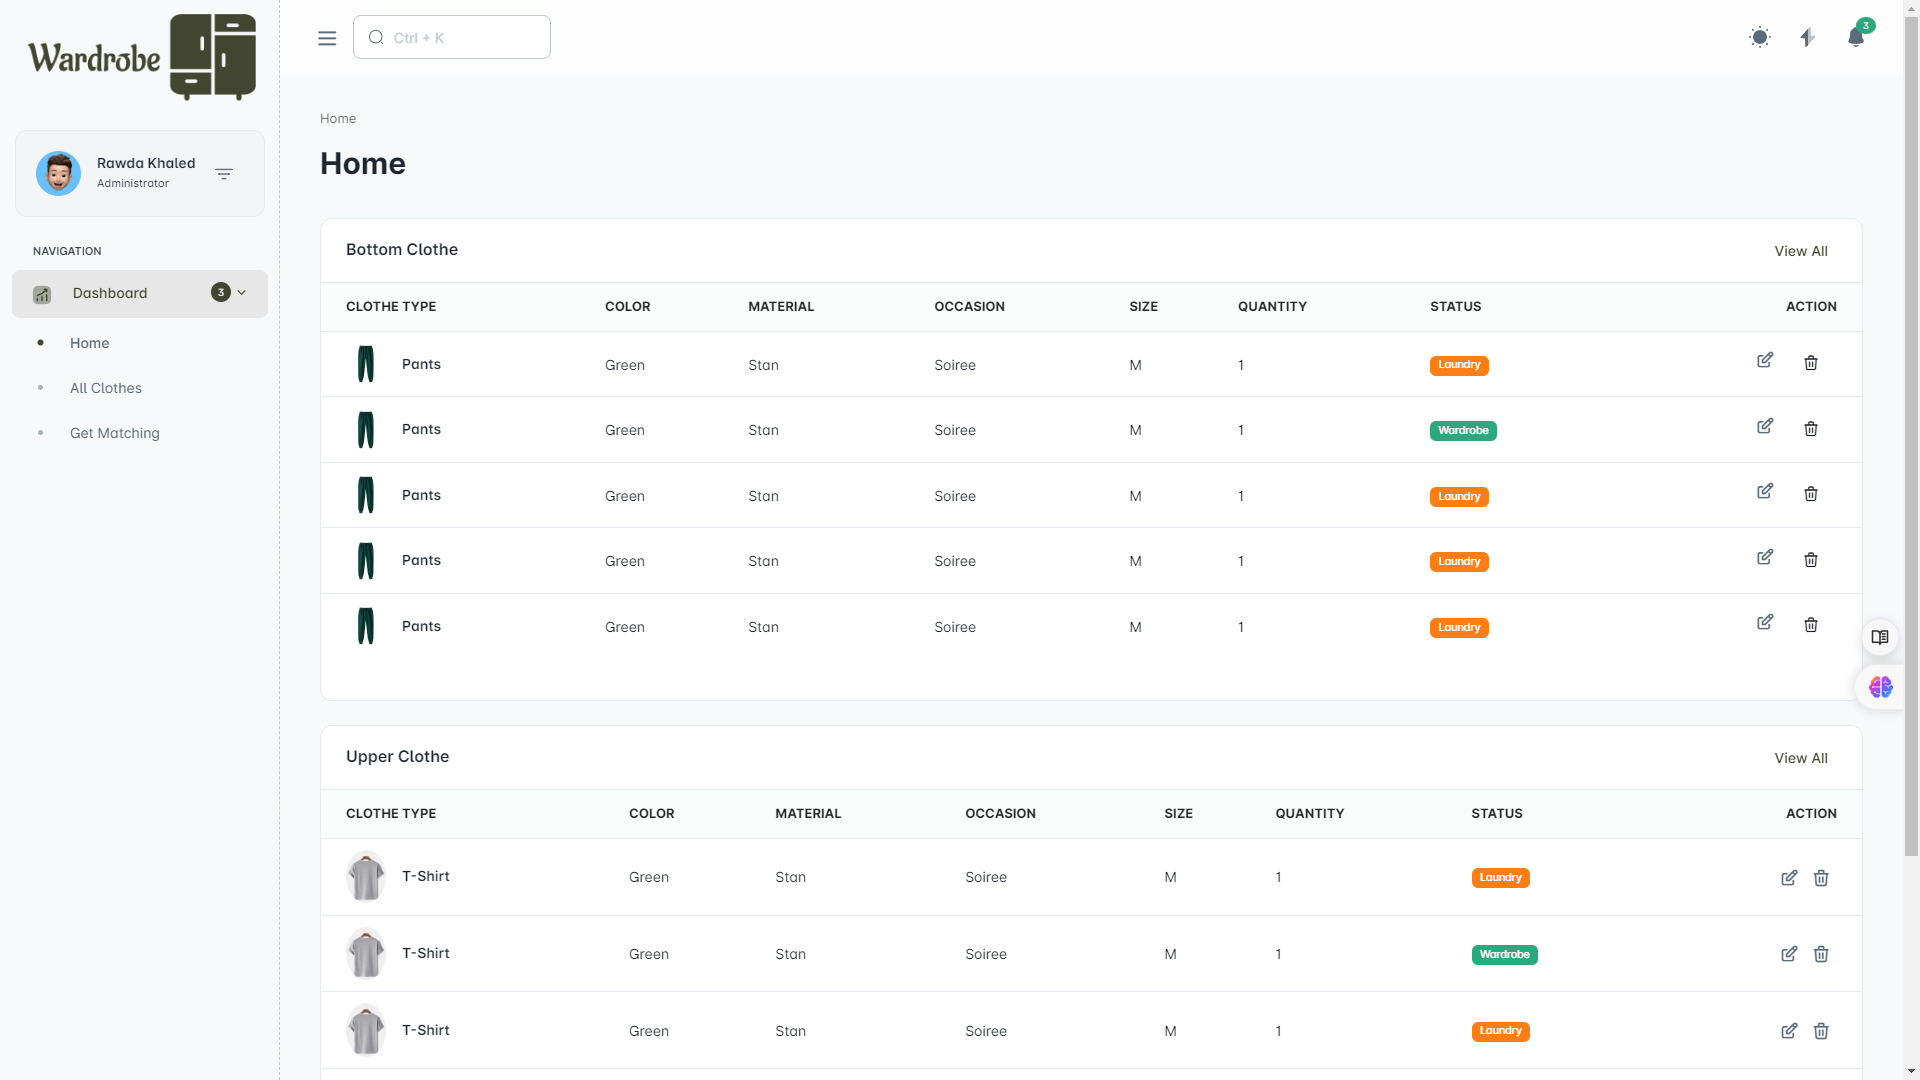 Wardrobe
Ctrl + K
3
Rawda Khaled
Administrator
NAVIGATION
Dashboard 3
Home
All Clothes
Get Matching
Home
Home
Bottom Clothe View All
CLOTHE TYPE COLOR MATERIAL OCCASION SIZE QUANTITY STATUS ACTION
Pants Green Stan Soiree M 1 Laundry
Pants Green Stan Soiree M 1 Wardrobe
Pants Green Stan Soiree M 1 Laundry
Pants Green Stan Soiree M 1 Laundry
Pants Green Stan Soiree M 1 Laundry
Upper Clothe View All
CLOTHE TYPE COLOR MATERIAL OCCASION SIZE QUANTITY STATUS ACTION
T-Shirt Green Stan Soiree M 1 Laundry
T-Shirt Green Stan Soiree M 1 Wardrobe
T-Shirt Green Stan Soiree M 1 Laundry